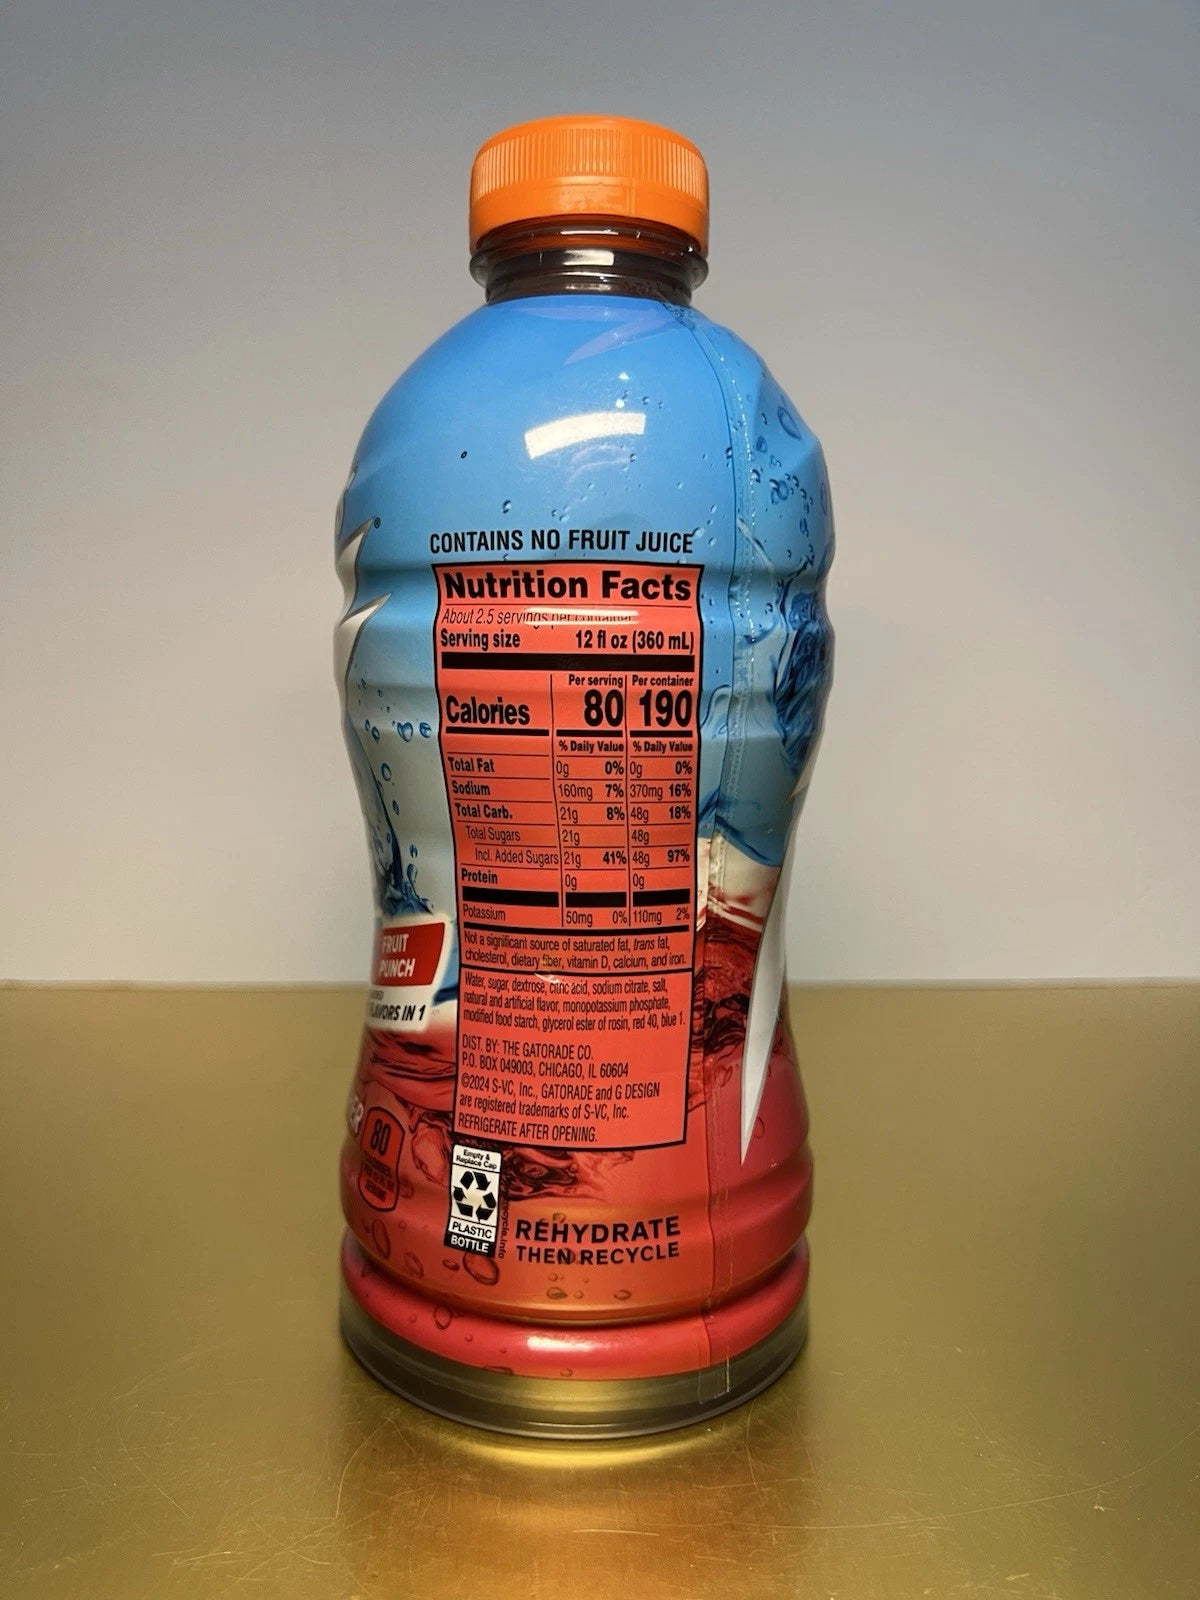 CONTAINS NO FRUIT JUICE
Nutrition Facts
About 2.5 servings per container
Serving size 12 fl oz (360 mL)
Per serving Per container
Calories 80 190
% Daily Value % Daily Value
Total Fat 0g 0% 0g 0%
Sodium 160mg 7% 370mg 16%
Total Carb. 21g 8% 48g 18%
Total Sugars 21g 48g
Incl. Added Sugars 21g 41% 48g 97%
Protein 0g 0g
Potassium 50mg 0% 110mg 2%
Not a significant source of saturated fat, trans fat,
cholesterol, dietary fiber, vitamin D, calcium, and iron.
Water, sugar, dextrose, citric acid, sodium citrate, salt,
natural and artificial flavor, monopotassium phosphate,
modified food starch, glycerol ester of rosin, red 40, blue 1.
DIST. BY: THE GATORADE CO.
P.O. BOX 049003, CHICAGO, IL 60604
©2024 S-VC, Inc., GATORADE and G DESIGN
are registered trademarks of S-VC, Inc.
REFRIGERATE AFTER OPENING.
FRUIT
PUNCH
FLAVORS IN 1
80
Empty &
Replace Cap
PLASTIC
BOTTLE
REHYDRATE
THEN RECYCLE